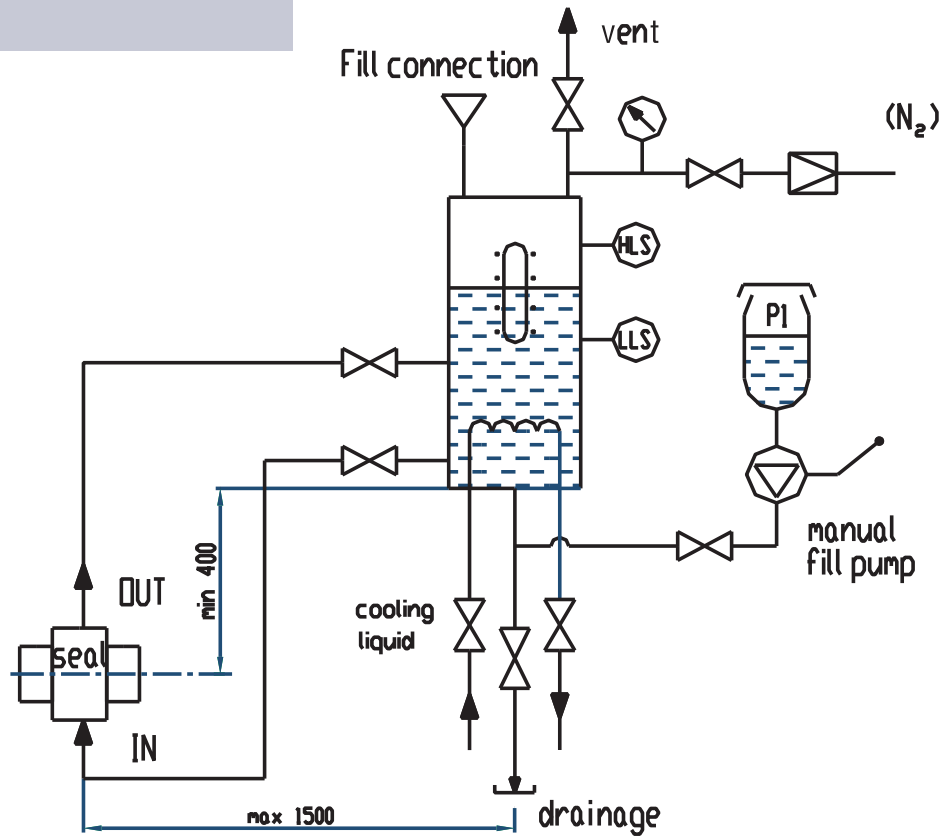 vent
Fill connection
(N2)
HLS
P1
LLS
manual
fill pump
min 400
OUT
cooling
liquid
seal
IN
max 1500
drainage